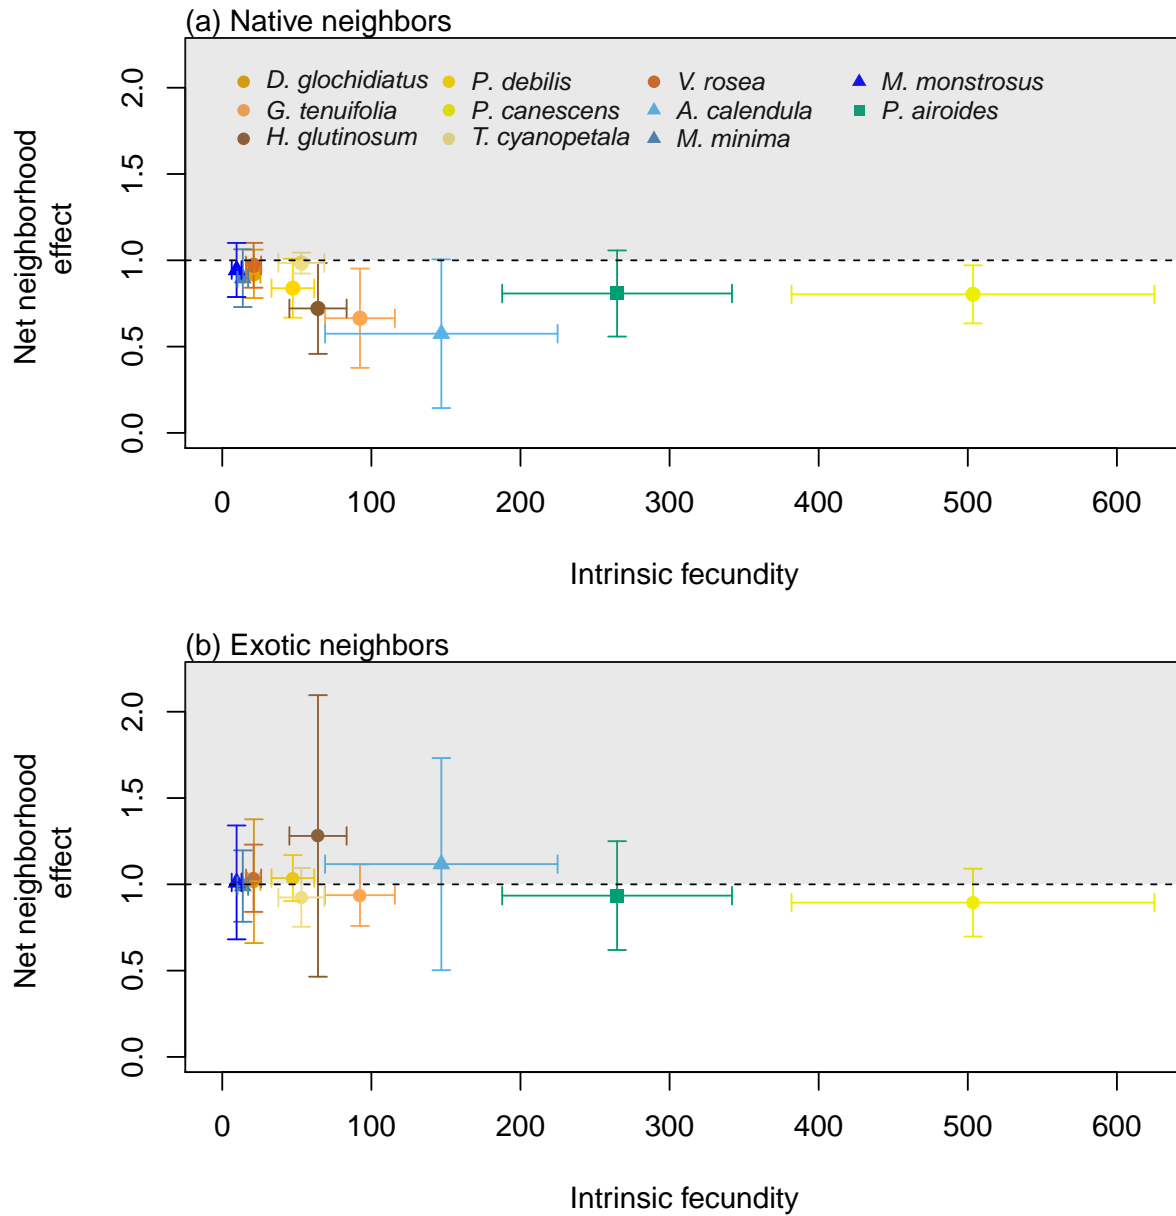 (a) Native neighbors
D. glochidiatus P. debilis V. rosea M. monstrosus
G. tenuifolia P. canescens A. calendula P. airoides
H. glutinosum T. cyanopetala M. minima
Net neighborhood
effect
0.0 0.5 1.0 1.5 2.0
0 100 200 300 400 500 600
Intrinsic fecundity
(b) Exotic neighbors
Net neighborhood
effect
0.0 0.5 1.0 1.5 2.0
0 100 200 300 400 500 600
Intrinsic fecundity